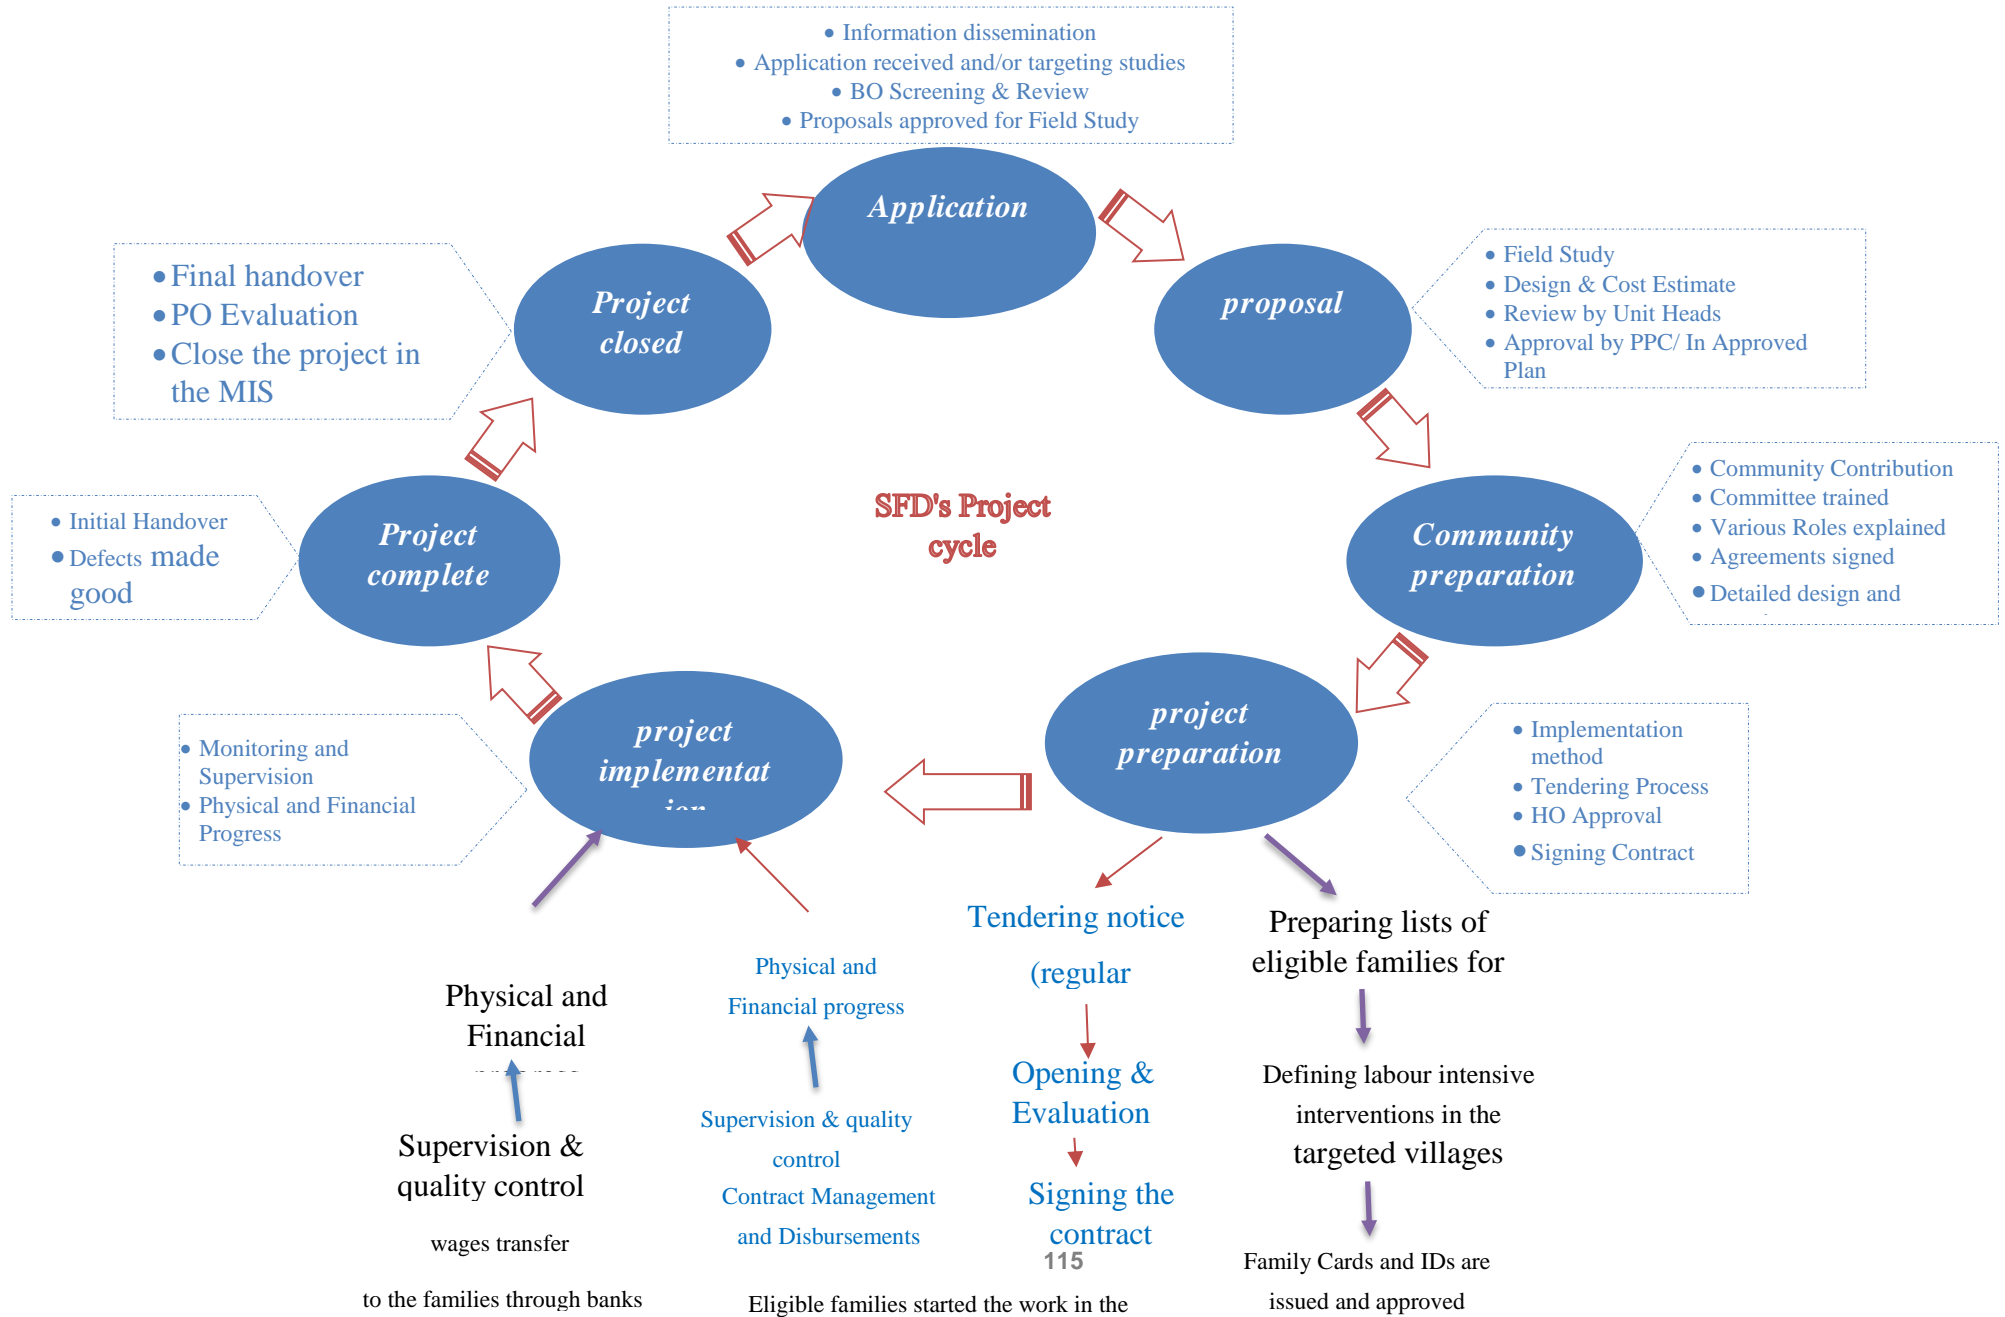 • Information dissemination
• Application received and/or targeting studies
• BO Screening & Review
• Proposals approved for Field Study
Application
• Final handover
• PO Evaluation
• Close the project in
the MIS
Project
closed
proposal
• Field Study
• Design & Cost Estimate
• Review by Unit Heads
• Approval by PPC/ In Approved
Plan
• Initial Handover
• Defects made
good
Project
complete
SFD's Project
cycle
Community
preparation
• Community Contribution
• Committee trained
• Various Roles explained
• Agreements signed
• Detailed design and
• Monitoring and
Supervision
• Physical and Financial
Progress
project
implementat
ion
project
preparation
• Implementation
method
• Tendering Process
• HO Approval
• Signing Contract
Physical and
Financial
Supervision &
quality control
wages transfer
to the families through banks
Physical and
Financial progress
Supervision & quality
control
Contract Management
and Disbursements
Eligible families started the work in the
Tendering notice
(regular
Opening &
Evaluation
Signing the
contract
115
Preparing lists of
eligible families for
Defining labour intensive
interventions in the
targeted villages
Family Cards and IDs are
issued and approved